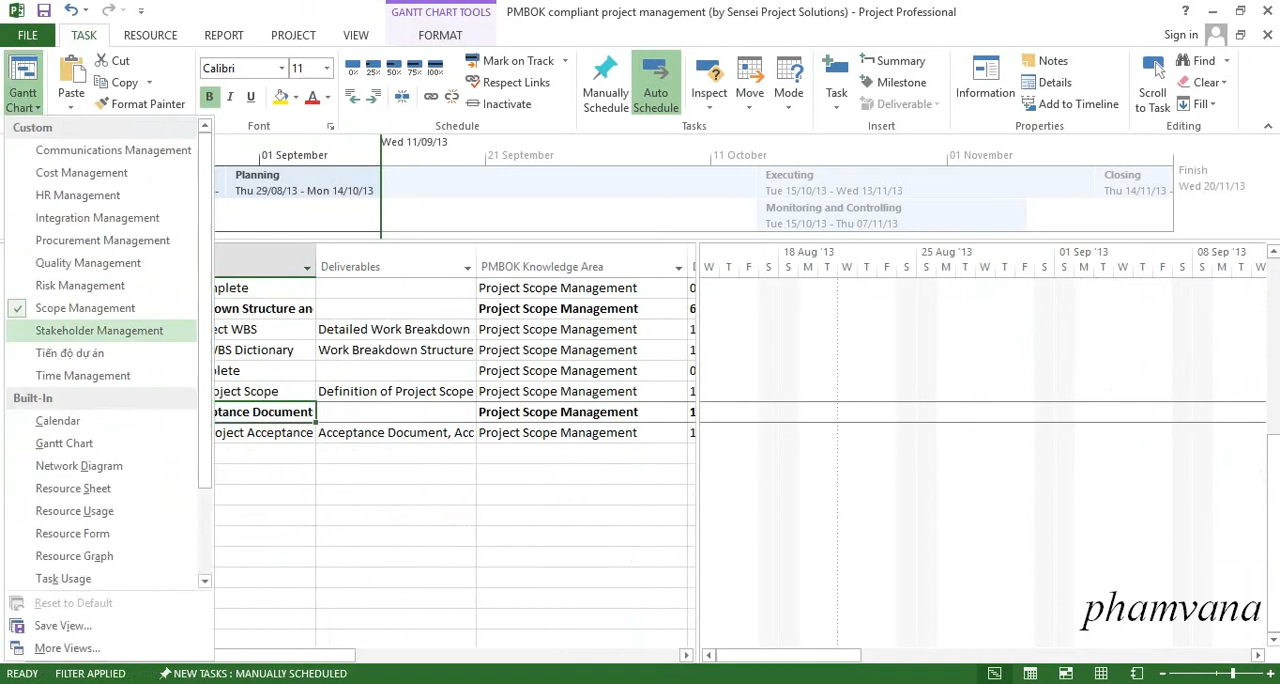 GANTT CHART TOOLS
PMBOK compliant project management (by Sensei Project Solutions) - Project Professional
FILE TASK RESOURCE REPORT PROJECT VIEW FORMAT Sign in
Gantt Chart
Paste
Cut
Copy
Format Painter
Calibri 11
B I U A
0% 25% 50% 75% 100%
Mark on Track
Respect Links
Inactivate
Manually Schedule
Auto Schedule
Inspect
Move
Mode
Task
Summary
Milestone
Deliverable
Information
Notes
Details
Add to Timeline
Scroll to Task
Find
Clear
Fill
Font Schedule Tasks Insert Properties Editing
Custom
Communications Management
Cost Management
HR Management
Integration Management
Procurement Management
Quality Management
Risk Management
Scope Management
Stakeholder Management
Tiến độ dự án
Time Management
Built-In
Calendar
Gantt Chart
Network Diagram
Resource Sheet
Resource Usage
Resource Form
Resource Graph
Task Usage
Reset to Default
Save View...
More Views...
Wed 11/09/13
01 September 21 September 11 October 01 November
Planning
Thu 29/08/13 - Mon 14/10/13
Executing
Tue 15/10/13 - Wed 13/11/13
Closing
Thu 14/11/13 -
Monitoring and Controlling
Tue 15/10/13 - Thu 07/11/13
Finish
Wed 20/11/13
Deliverables PMBOK Knowledge Area
18 Aug '13 25 Aug '13 01 Sep '13 08 Sep '13
W T F S S M T W T F S S M T W T F S S M T W T F S S M T W
nplete Project Scope Management 0
own Structure and Project Scope Management 6
ect WBS Detailed Work Breakdown Project Scope Management 1
WBS Dictionary Work Breakdown Structure Project Scope Management 1
plete Project Scope Management 0
oject Scope Definition of Project Scope Project Scope Management 1
ptance Document Project Scope Management 1
roject Acceptance Acceptance Document, Acc Project Scope Management 1
phamvana
READY FILTER APPLIED NEW TASKS : MANUALLY SCHEDULED